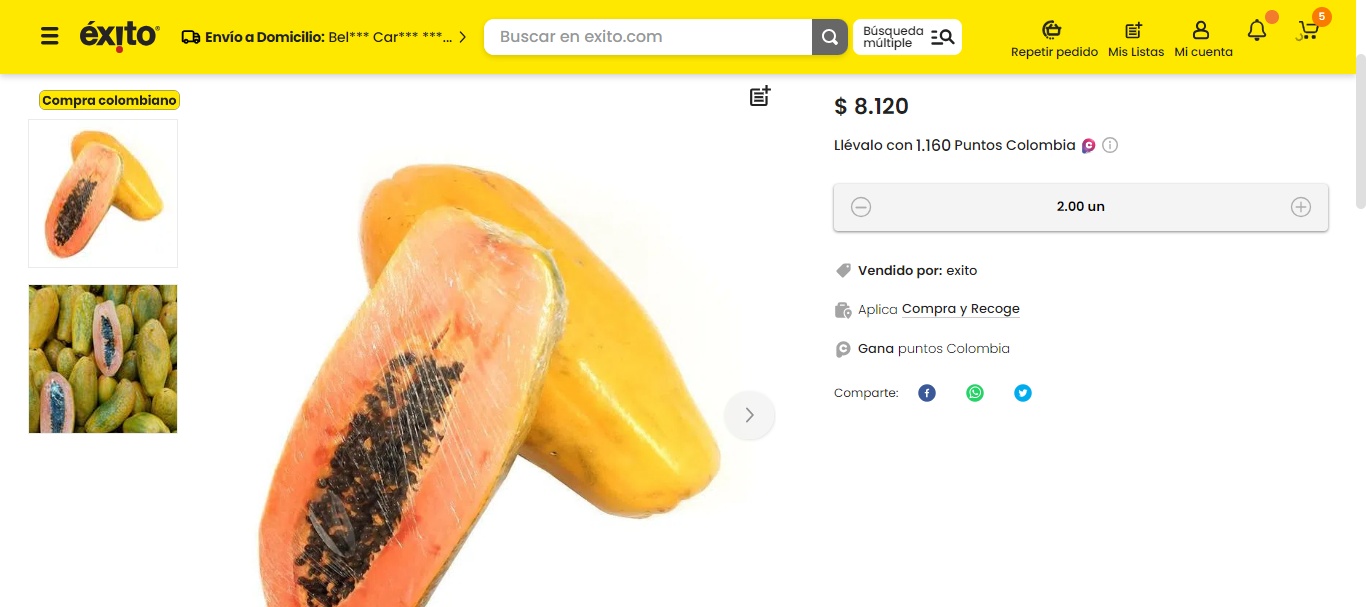 éxito
Envío a Domicilio: Bel*** Car*** ***...
Buscar en exito.com
Búsqueda
múltiple
Repetir pedido
Mis Listas
Mi cuenta
5
Compra colombiano
$ 8.120
Llévalo con 1.160 Puntos Colombia
2.00 un
Vendido por: exito
Aplica Compra y Recoge
Gana puntos Colombia
Comparte: